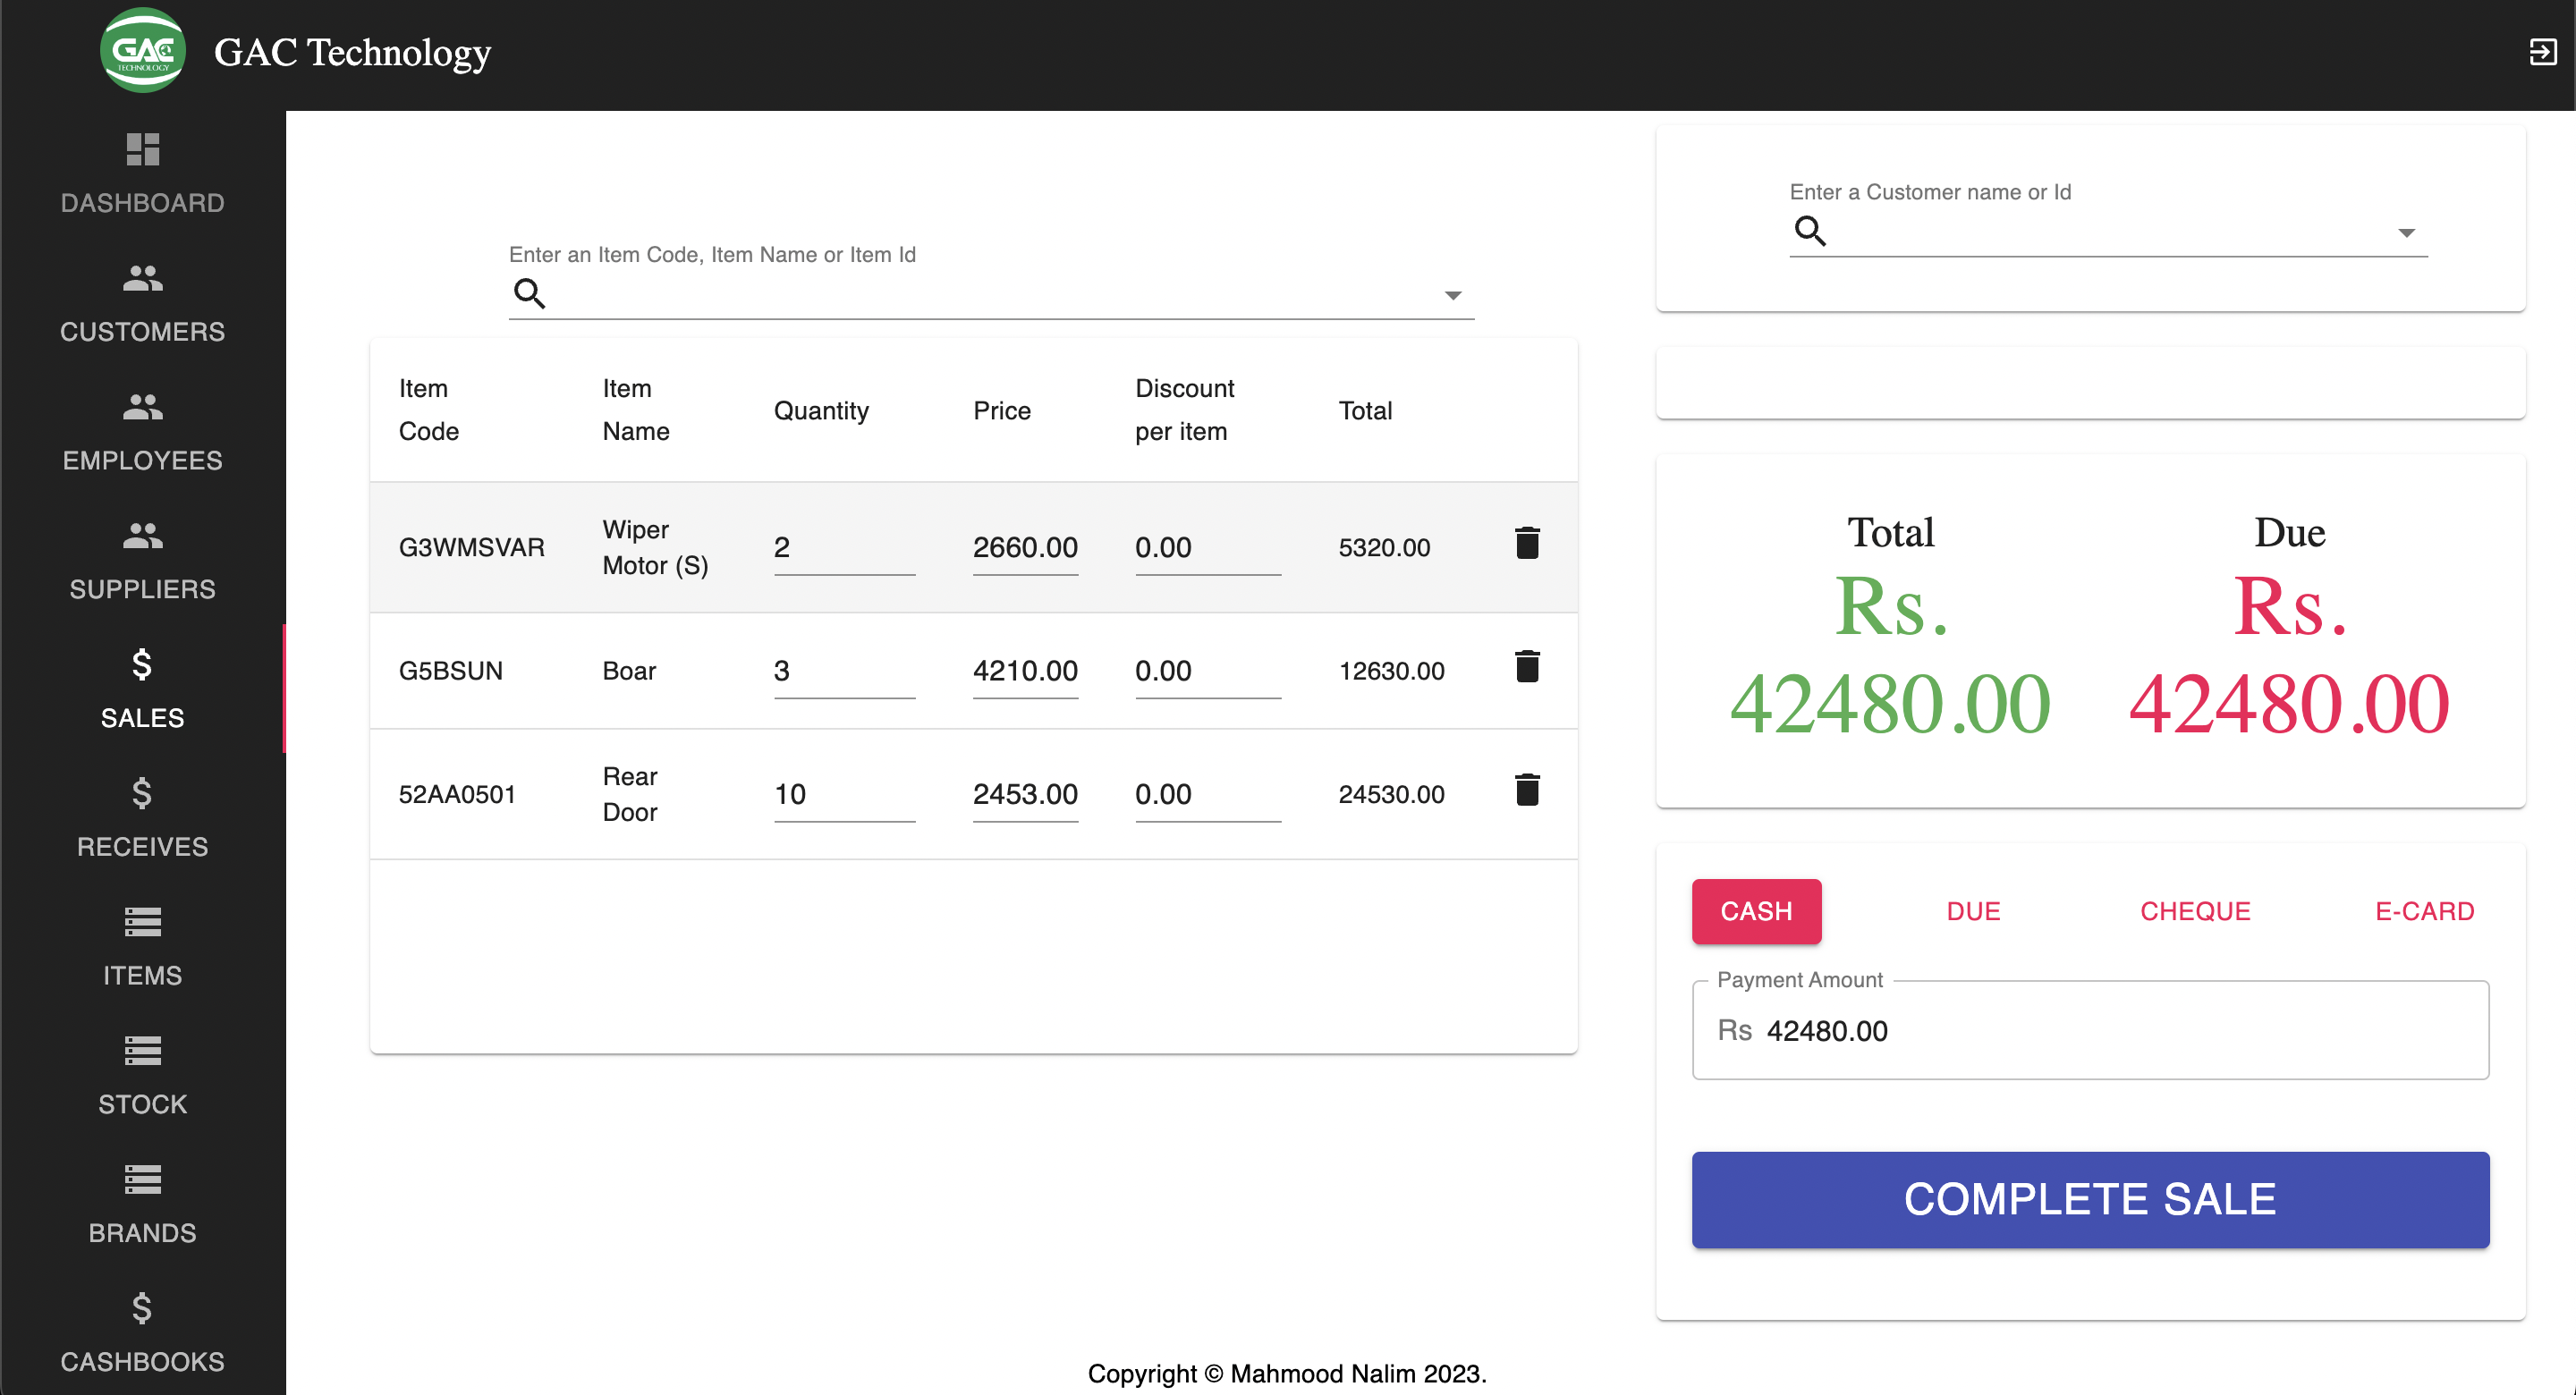 GAC
TECHNOLOGY
GAC Technology
DASHBOARD
CUSTOMERS
EMPLOYEES
SUPPLIERS
$
SALES
$
RECEIVES
ITEMS
STOCK
BRANDS
$
CASHBOOKS
Enter an Item Code, Item Name or Item Id
Item Code Item Name Quantity Price Discount per item Total
G3WMSVAR Wiper Motor (S) 2 2660.00 0.00 5320.00
G5BSUN Boar 3 4210.00 0.00 12630.00
52AA0501 Rear Door 10 2453.00 0.00 24530.00
Enter a Customer name or Id
Total
Rs.
42480.00
Due
Rs.
42480.00
CASH DUE CHEQUE E-CARD
Payment Amount
Rs 42480.00
COMPLETE SALE
Copyright © Mahmood Nalim 2023.